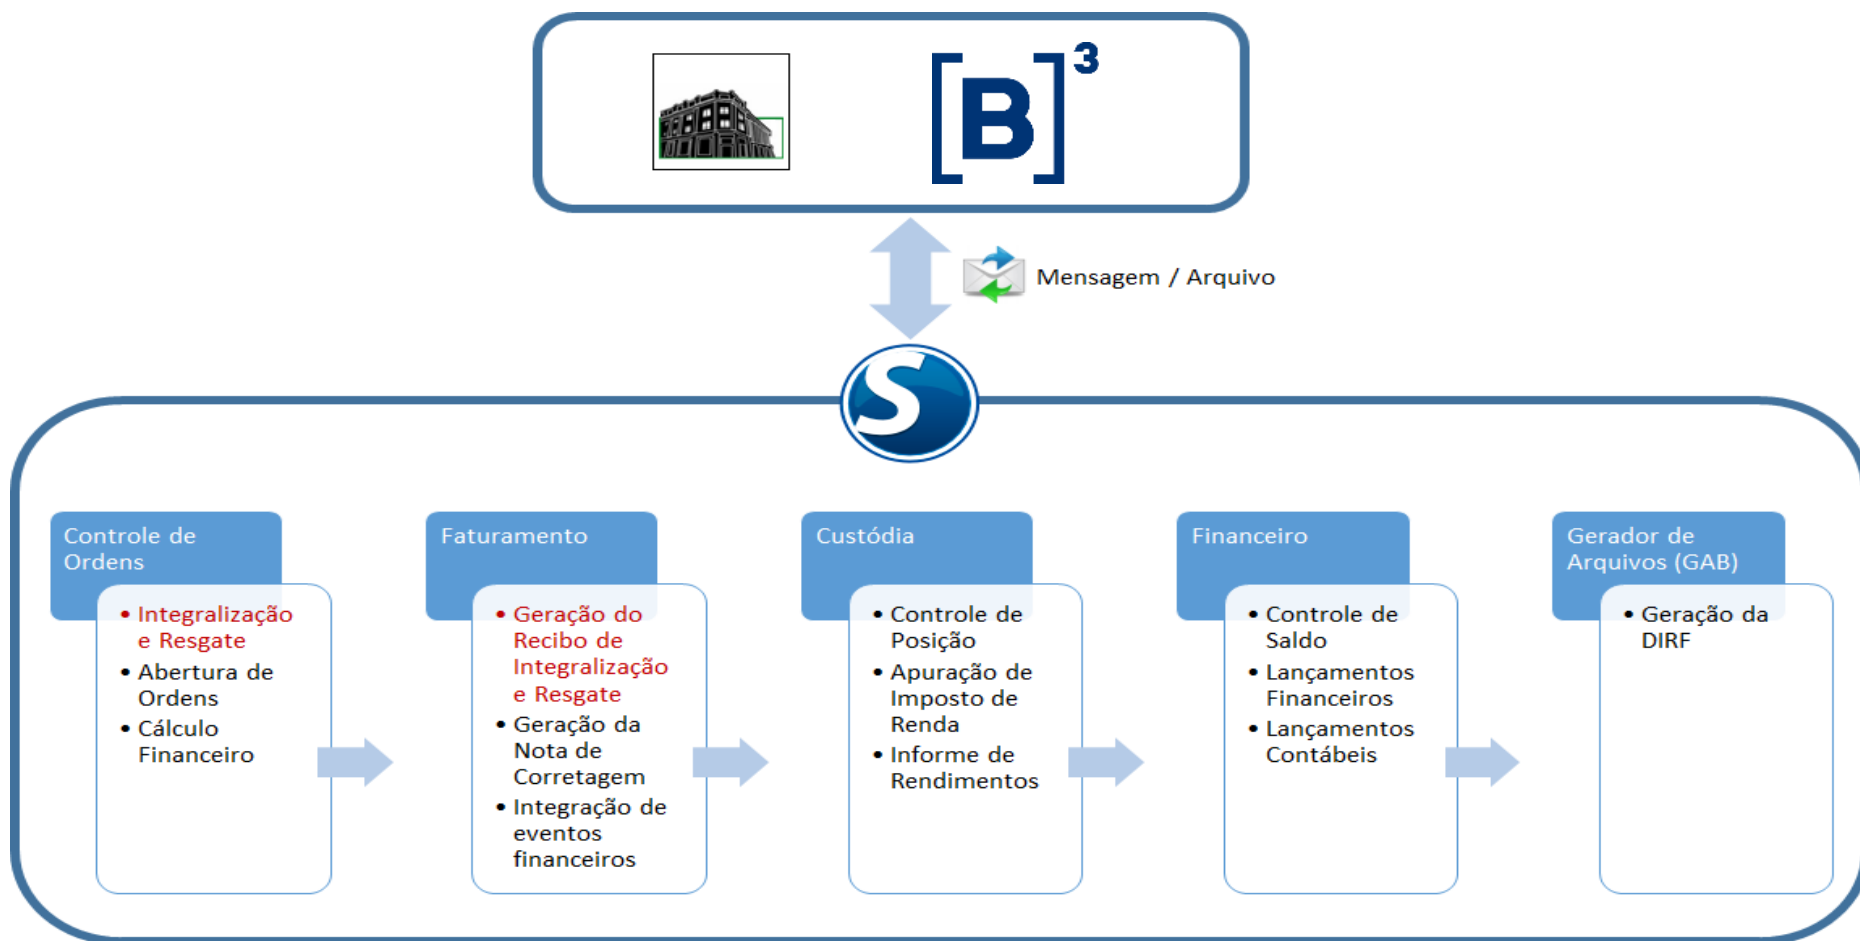 [B]³
Mensagem / Arquivo
S
Controle de
Ordens
• Integralização
e Resgate
• Abertura de
Ordens
• Cálculo
Financeiro
Faturamento
• Geração do
Recibo de
Integralização
e Resgate
• Geração da
Nota de
Corretagem
• Integração de
eventos
financeiros
Custódia
• Controle de
Posição
• Apuração de
Imposto de
Renda
• Informe de
Rendimentos
Financeiro
• Controle de
Saldo
• Lançamentos
Financeiros
• Lançamentos
Contábeis
Gerador de
Arquivos (GAB)
• Geração da
DIRF